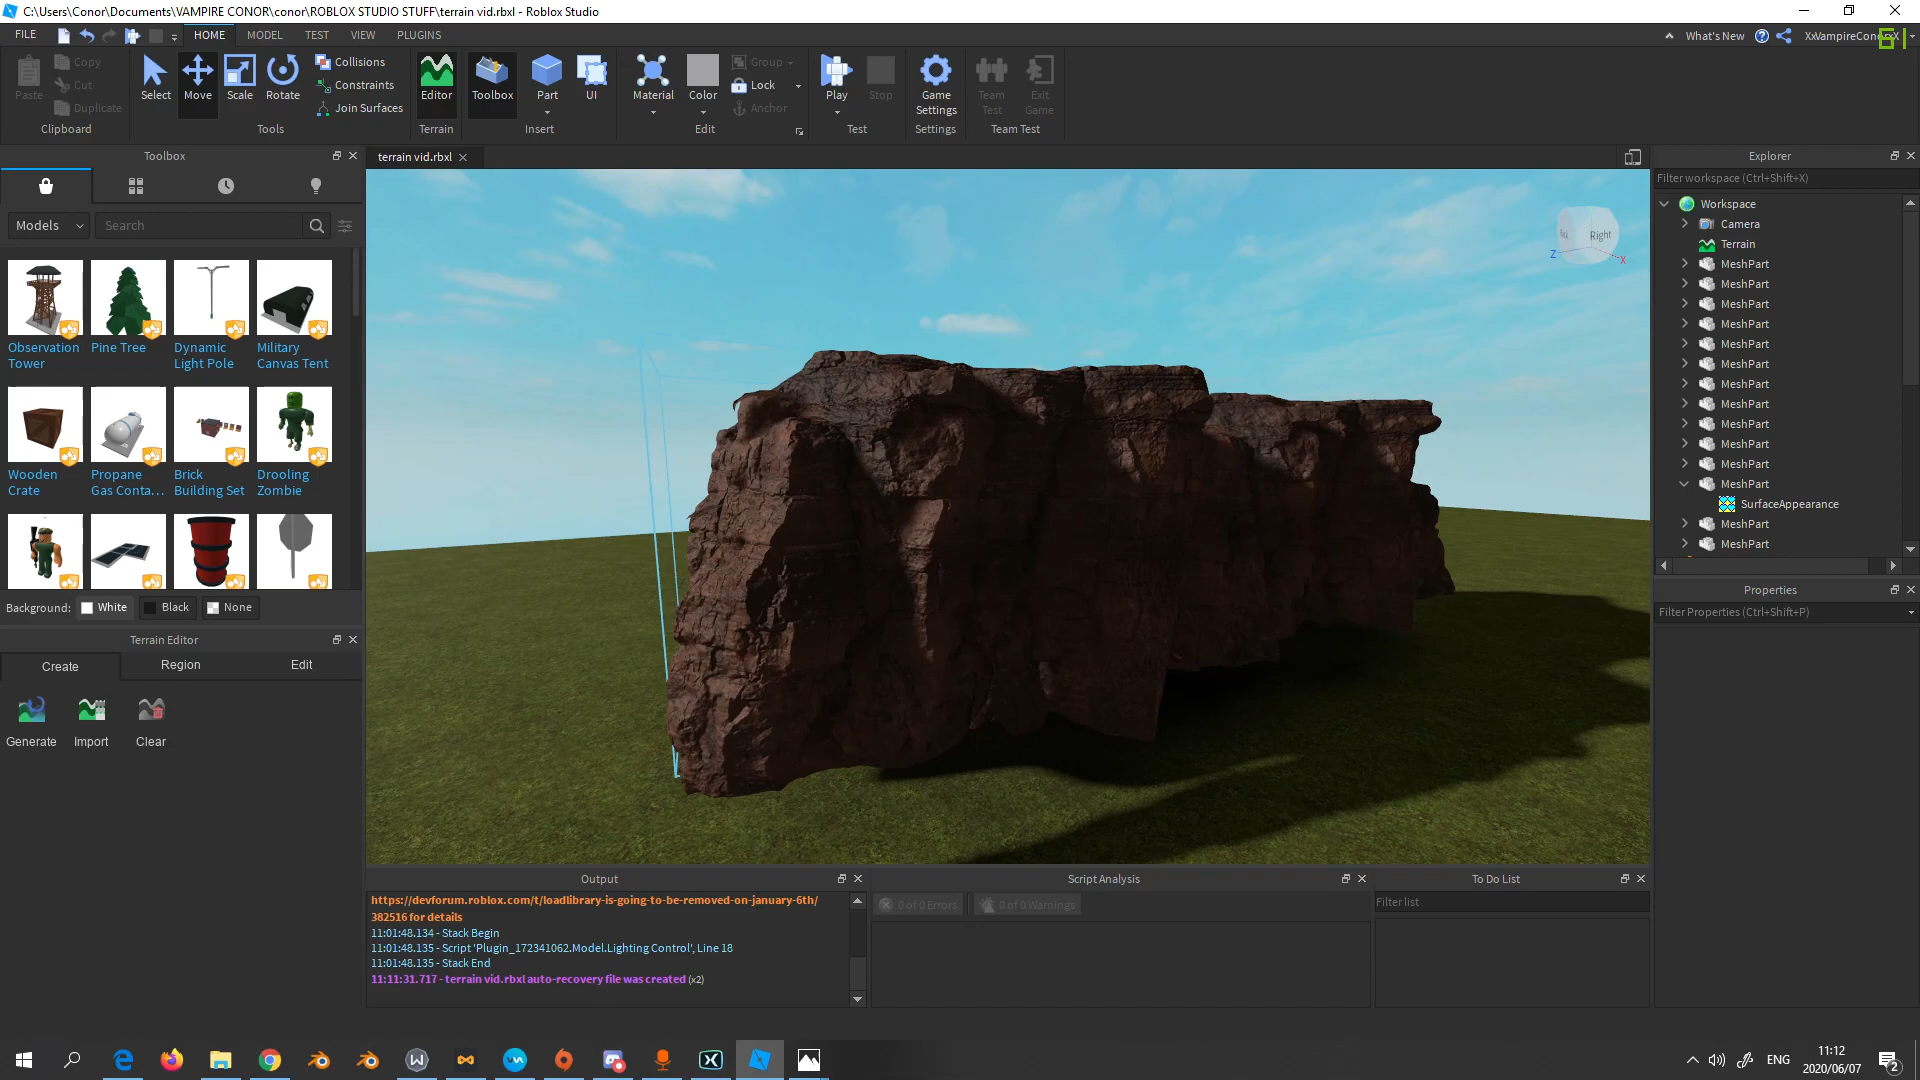 C:\Users\Conor\Documents\VAMPIRE CONOR\conor\ROBLOX STUDIO STUFF\terrain vid.rbxl - Roblox Studio
FILE
HOME
MODEL
TEST
VIEW
PLUGINS
What's New
61
Paste
Copy
Cut
Duplicate
Clipboard
Select
Move
Scale
Rotate
Collisions
Constraints
Join Surfaces
Tools
Editor
Terrain
Toolbox
Part
UI
Insert
Material
Color
Group
Lock
Anchor
Edit
Play
Stop
Test
Game
Settings
Settings
Team
Test
Exit
Game
Team Test
Toolbox
terrain vid.rbxl
Explorer
Filter workspace (Ctrl+Shift+X)
Models
Search
Observation
Tower
Pine Tree
Dynamic
Light Pole
Military
Canvas Tent
Wooden
Crate
Propane
Gas Conta...
Brick
Building Set
Drooling
Zombie
Background:
White
Black
None
Right
Z
X
Workspace
Camera
Terrain
MeshPart
MeshPart
MeshPart
MeshPart
MeshPart
MeshPart
MeshPart
MeshPart
MeshPart
MeshPart
MeshPart
MeshPart
SurfaceAppearance
MeshPart
MeshPart
Properties
Filter Properties (Ctrl+Shift+P)
Terrain Editor
Create
Region
Edit
Generate
Import
Clear
Output
https://devforum.roblox.com/t/loadlibrary-is-going-to-be-removed-on-january-6th/
382516 for details
11:01:48.134 - Stack Begin
11:01:48.135 - Script 'Plugin_172341062.Model.Lighting Control', Line 18
11:01:48.135 - Stack End
11:11:31.717 - terrain vid.rbxl auto-recovery file was created (x2)
Script Analysis
0 of 0 Errors
0 of 0 Warnings
To Do List
Filter list
ENG
11:12
2020/06/07
2